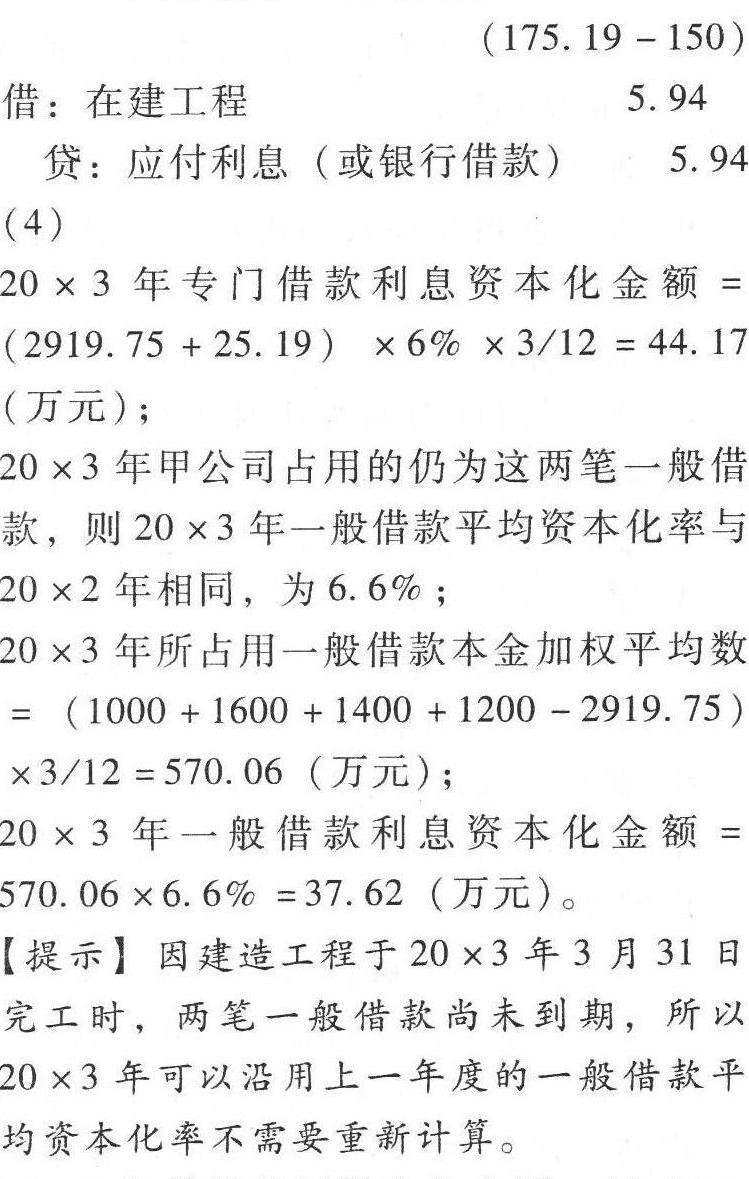 (175.19-150)
借：在建工程 5.94
贷：应付利息（或银行借款） 5.94
(4)
20×3年专门借款利息资本化金额=
(2919.75+25.19) ×6% ×3/12=44.17
(万元)；
20×3年甲公司占用的仍为这两笔一般借
款，则20×3年一般借款平均资本化率与
20×2年相同，为6.6%；
20×3年所占用一般借款本金加权平均数
= (1000+1600+1400+1200-2919.75)
×3/12=570.06（万元）；
20×3年一般借款利息资本化金额=
570.06×6.6%=37.62（万元）。
【提示】因建造工程于20×3年3月31日
完工时，两笔一般借款尚未到期，所以
20×3年可以沿用上一年度的一般借款平
均资本化率不需要重新计算。